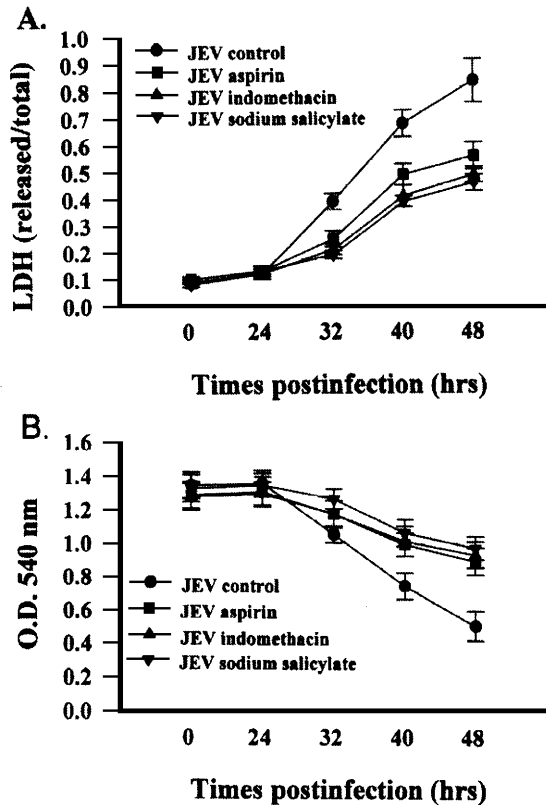 A.
1.0
0.9
0.8
0.7
0.6
0.5
0.4
0.3
0.2
0.1
0.0
LDH (released/total)
JEV control
JEV aspirin
JEV indomethacin
JEV sodium salicylate
0 24 32 40 48
Times postinfection (hrs)
B.
1.6
1.4
1.2
1.0
0.8
0.6
0.4
0.2
0.0
O.D. 540 nm
JEV control
JEV aspirin
JEV indomethacin
JEV sodium salicylate
0 24 32 40 48
Times postinfection (hrs)